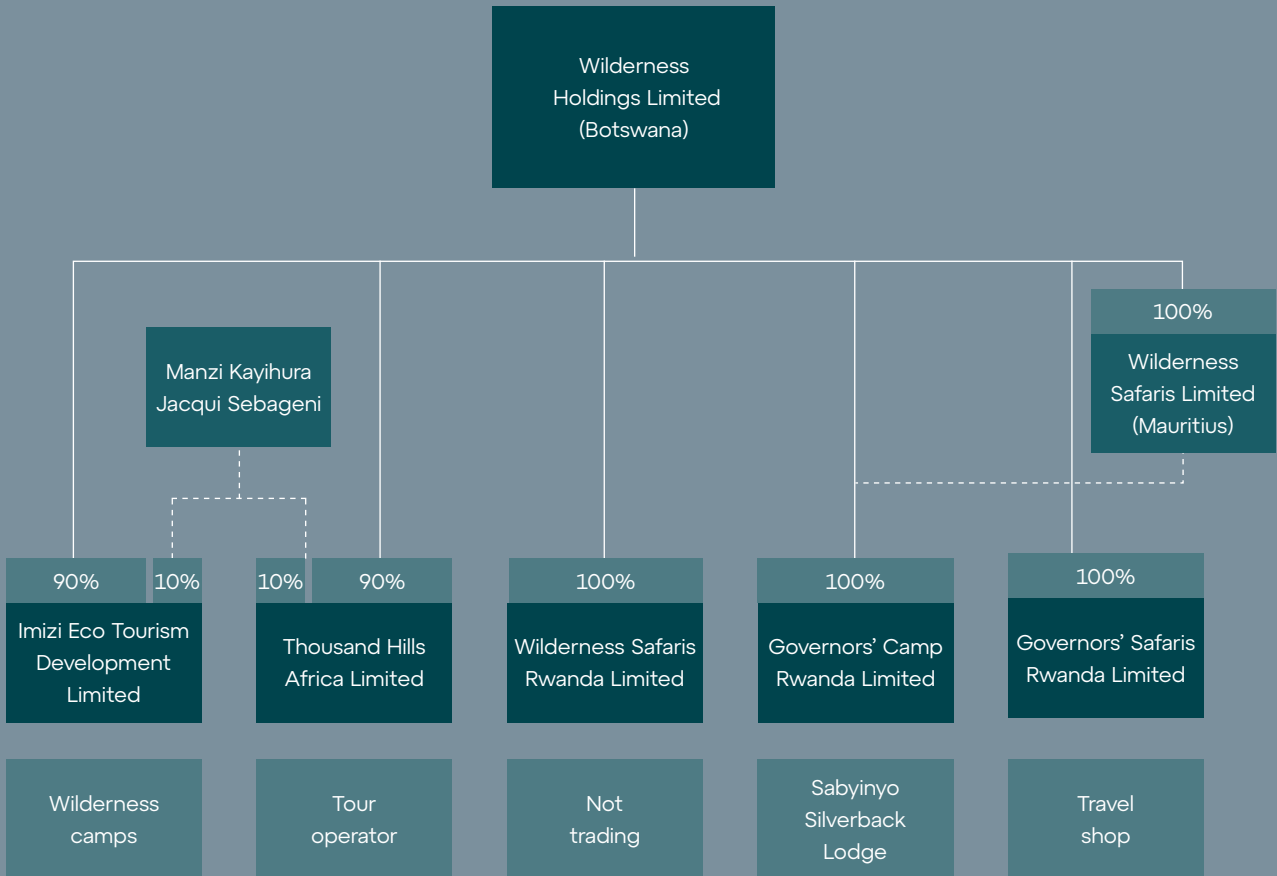 Wilderness
Holdings Limited
(Botswana)
100%
Wilderness
Safaris Limited
(Mauritius)
Manzi Kayihura
Jacqui Sebageni
90%
10%
Imizi Eco Tourism
Development
Limited
Wilderness
camps
10%
90%
Thousand Hills
Africa Limited
Tour
operator
100%
Wilderness Safaris
Rwanda Limited
Not
trading
100%
Governors’ Camp
Rwanda Limited
Sabyinyo
Silverback
Lodge
100%
Governors’ Safaris
Rwanda Limited
Travel
shop